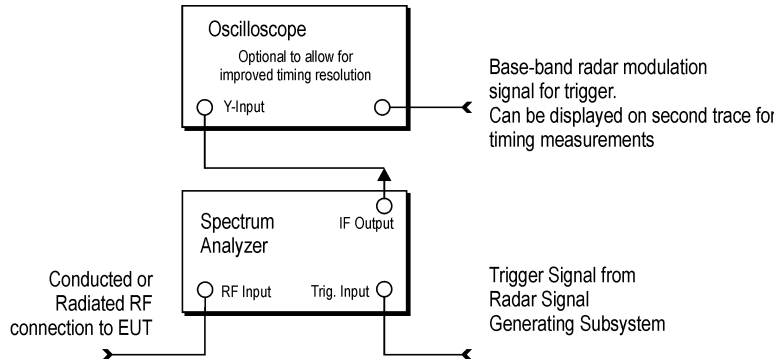 Oscilloscope
Optional to allow for
improved timing resolution
Y-Input
Base-band radar modulation
signal for trigger.
Can be displayed on second trace for
timing measurements
Spectrum
Analyzer
IF Output
RF Input
Trig. Input
Conducted or
Radiated RF
connection to EUT
Trigger Signal from
Radar Signal
Generating Subsystem